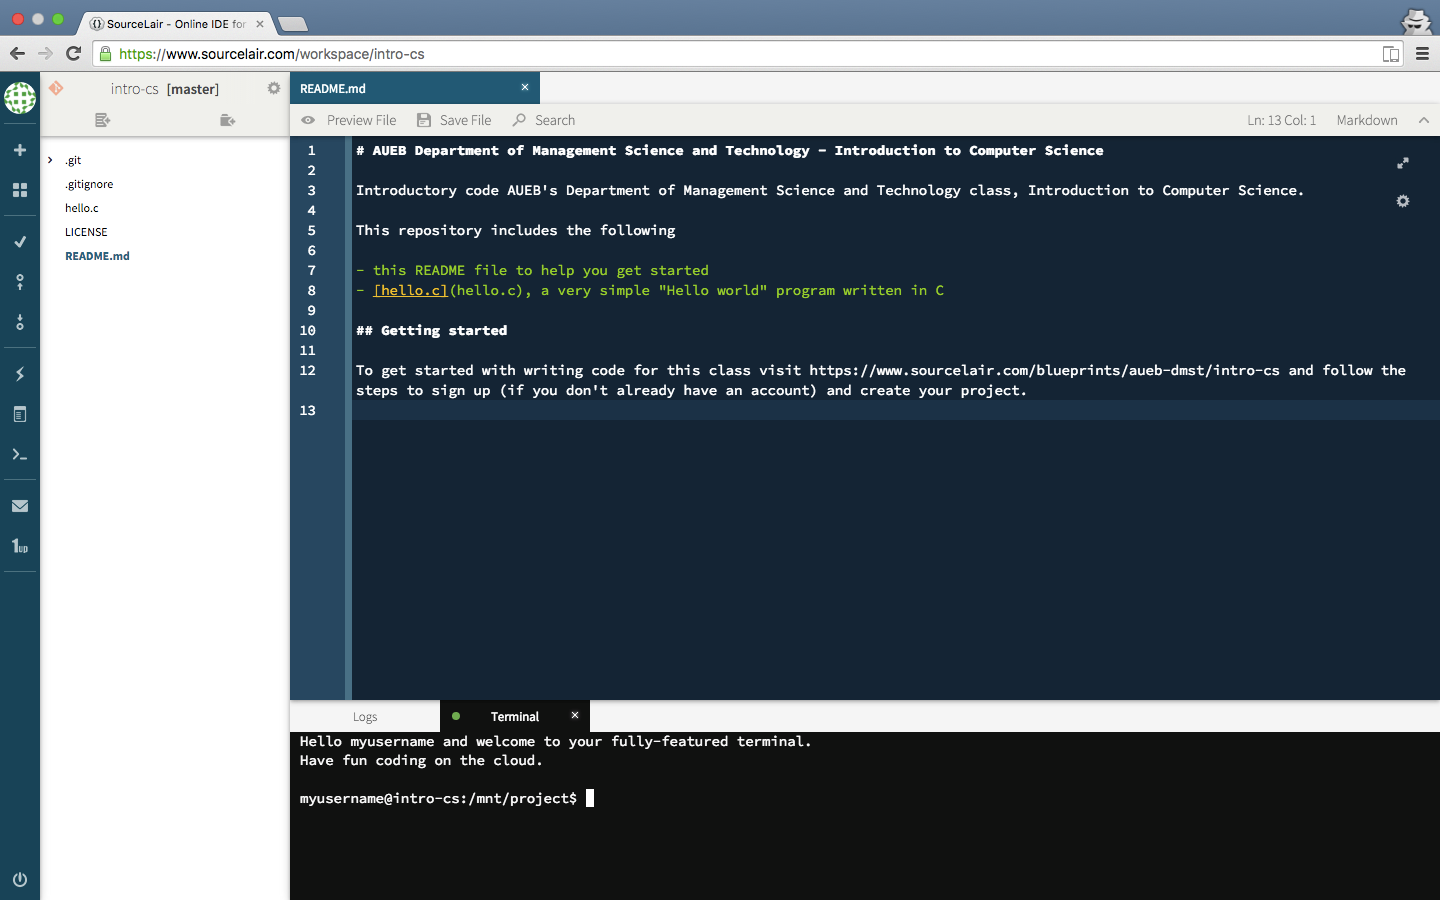 SourceLair - Online IDE for
https://www.sourcelair.com/workspace/intro-cs
intro-cs [master]
.git
.gitignore
hello.c
LICENSE
README.md
1up
README.md
Preview File
Save File
Search
Ln: 13 Col: 1
Markdown
1 # AUEB Department of Management Science and Technology - Introduction to Computer Science
2
3 Introductory code AUEB's Department of Management Science and Technology class, Introduction to Computer Science.
4
5 This repository includes the following
6
7 - this README file to help you get started
8 - [hello.c](hello.c), a very simple "Hello world" program written in C
9
10 ## Getting started
11
12 To get started with writing code for this class visit https://www.sourcelair.com/blueprints/aueb-dmst/intro-cs and follow the
steps to sign up (if you don't already have an account) and create your project.
13
Logs
Terminal
Hello myusername and welcome to your fully-featured terminal.
Have fun coding on the cloud.
myusername@intro-cs:/mnt/project$